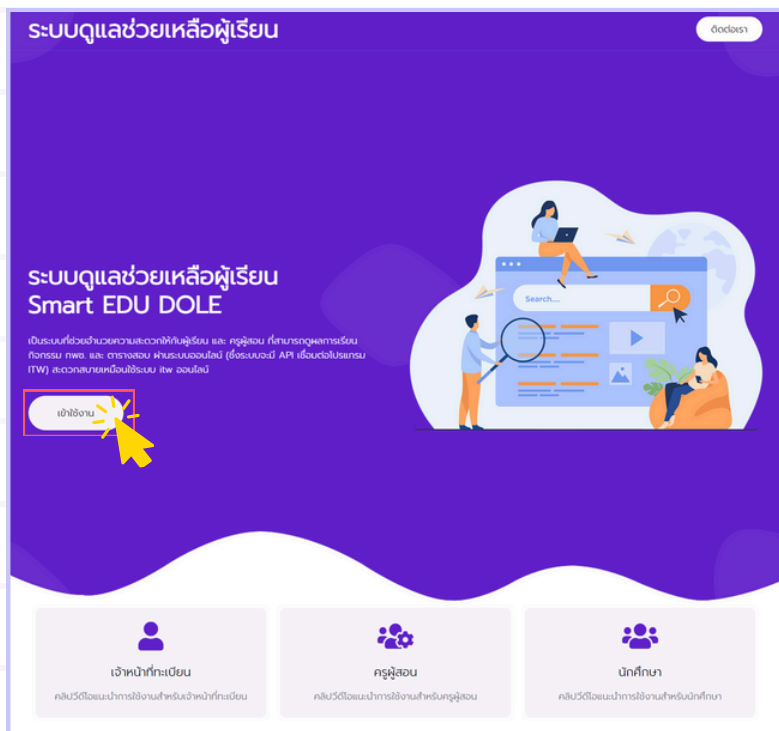 ระบบดูแลช่วยเหลือผู้เรียน
ติดต่อเรา
ระบบดูแลช่วยเหลือผู้เรียน
Smart EDU DOLE
เป็นระบบที่ช่วยอำนวยความสะดวกให้กับผู้เรียน และ ครูผู้สอน ที่สามารถดูผลการเรียน
กิจกรรม กพช. และ ตารางสอบ ผ่านระบบออนไลน์ (ซึ่งระบบจะมี API เชื่อมต่อโปรแกรม
ITW) สะดวกสบายเหมือนใช้ระบบ itw ออนไลน์
เข้าใช้งาน
Search...
เจ้าหน้าที่ทะเบียน
คลิปวีดีโอแนะนำการใช้งานสำหรับเจ้าหน้าที่ทะเบียน
ครูผู้สอน
คลิปวีดีโอแนะนำการใช้งานสำหรับครูผู้สอน
นักศึกษา
คลิปวีดีโอแนะนำการใช้งานสำหรับนักศึกษา